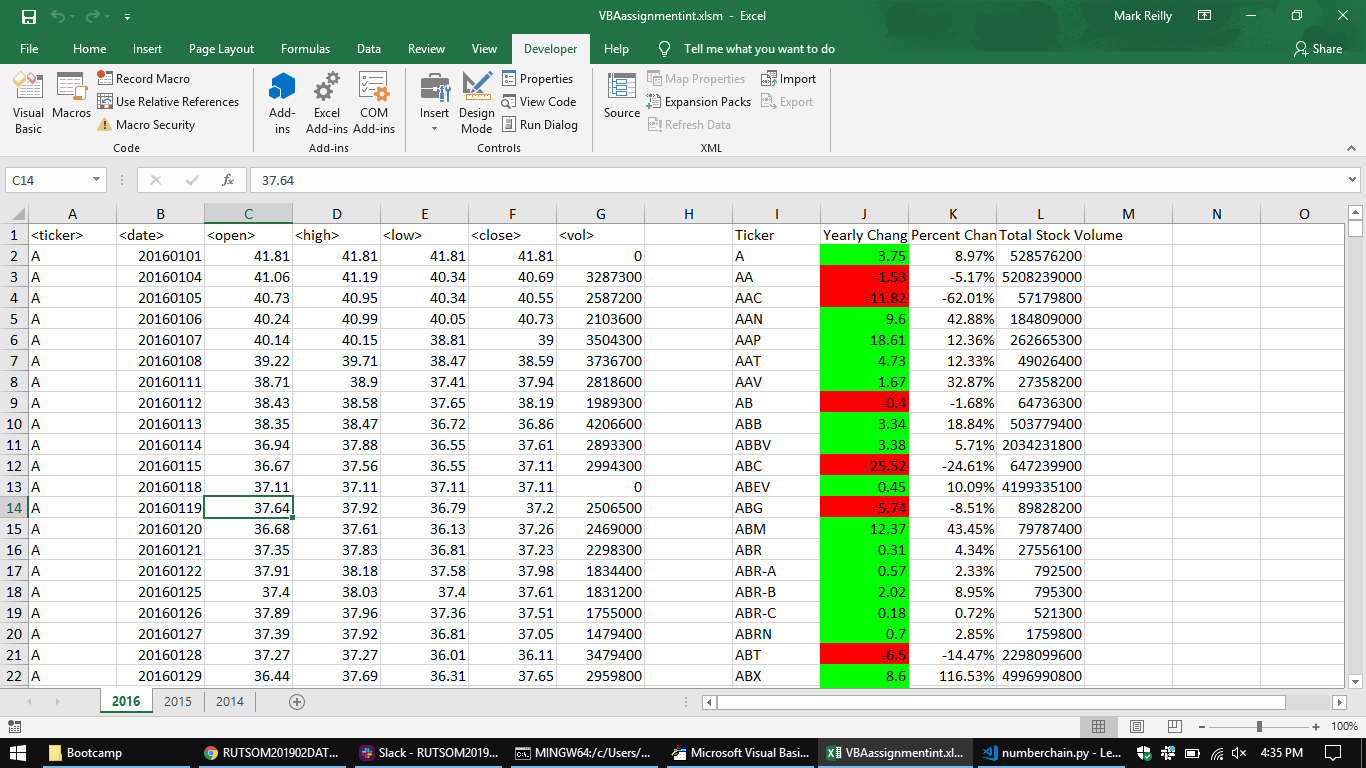 VBAassignmentint.xlsm - Excel Mark Reilly
File Home Insert Page Layout Formulas Data Review View Developer Help Tell me what you want to do Share
Visual Basic Macros Record Macro Use Relative References Macro Security
Add-ins Excel Add-ins COM Add-ins
Insert Design Mode Properties View Code Run Dialog
Source Map Properties Expansion Packs Refresh Data Import Export
Code Add-ins Controls XML
C14 fx 37.64
A B C D E F G H I J K L M N O
1 <ticker> <date> <open> <high> <low> <close> <vol> Ticker Yearly Chang Percent Chan Total Stock Volume
2 A 20160101 41.81 41.81 41.81 41.81 0 A 3.75 8.97% 528576200
3 A 20160104 41.06 41.19 40.34 40.69 3287300 AA -1.53 -5.17% 5208239000
4 A 20160105 40.73 40.95 40.34 40.55 2587200 AAC -11.82 -62.01% 57179800
5 A 20160106 40.24 40.99 40.05 40.73 2103600 AAN 9.6 42.88% 184809000
6 A 20160107 40.14 40.15 38.81 39 3504300 AAP 18.61 12.36% 262665300
7 A 20160108 39.22 39.71 38.47 38.59 3736700 AAT 4.73 12.33% 49026400
8 A 20160111 38.71 38.9 37.41 37.94 2818600 AAV 1.67 32.87% 27358200
9 A 20160112 38.43 38.58 37.65 38.19 1989300 AB -0.4 -1.68% 64736300
10 A 20160113 38.35 38.47 36.72 36.86 4206600 ABB 3.34 18.84% 503779400
11 A 20160114 36.94 37.88 36.55 37.61 2893300 ABBV 3.38 5.71% 2034231800
12 A 20160115 36.67 37.56 36.55 37.11 2994300 ABC -25.52 -24.61% 647239900
13 A 20160118 37.11 37.11 37.11 37.11 0 ABEV 0.45 10.09% 4199335100
14 A 20160119 37.64 37.92 36.79 37.2 2506500 ABG -5.74 -8.51% 89828200
15 A 20160120 36.68 37.61 36.13 37.26 2469000 ABM 12.37 43.45% 79787400
16 A 20160121 37.35 37.83 36.81 37.23 2298300 ABR 0.31 4.34% 27556100
17 A 20160122 37.91 38.18 37.58 37.98 1834400 ABR-A 0.57 2.33% 792500
18 A 20160125 37.4 38.03 37.4 37.61 1831200 ABR-B 2.02 8.95% 795300
19 A 20160126 37.89 37.96 37.36 37.51 1755000 ABR-C 0.18 0.72% 521300
20 A 20160127 37.39 37.92 36.81 37.05 1479400 ABRN 0.7 2.85% 1759800
21 A 20160128 37.27 37.27 36.01 36.11 3479400 ABT -6.5 -14.47% 2298099600
22 A 20160129 36.44 37.69 36.31 37.65 2959800 ABX 8.6 116.53% 4996990800
2016 2015 2014
100%
Bootcamp RUTSOM201902DAT... Slack - RUTSOM2019... MINGW64:/c/Users/... Microsoft Visual Basi... VBAassignmentint.xl... numberchain.py - Le... 4:35 PM